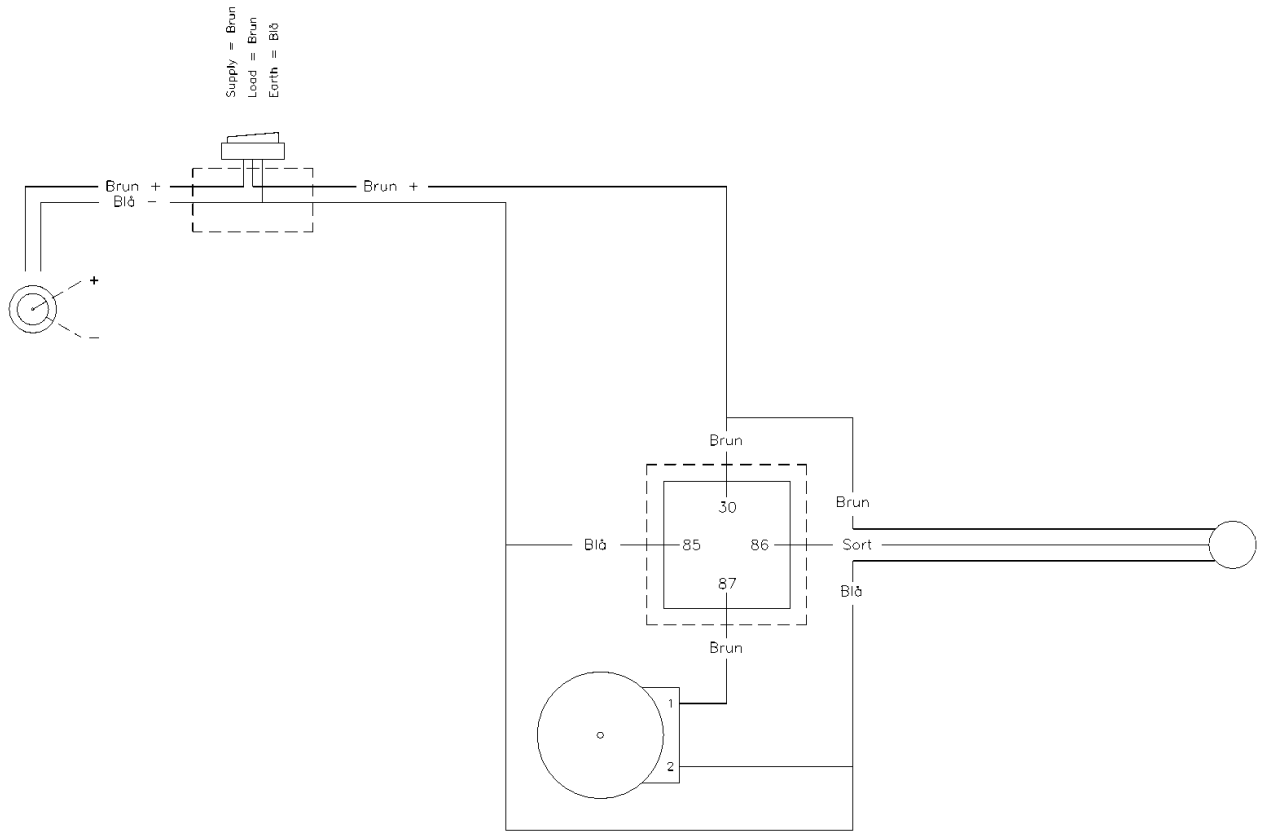 Supply = Brun
Load = Brun
Earth = Blå
Brun +
Brun +
Blå -
+
-
Brun
Brun
30
Blå
85
86
Sort
87
Blå
Brun
1
2